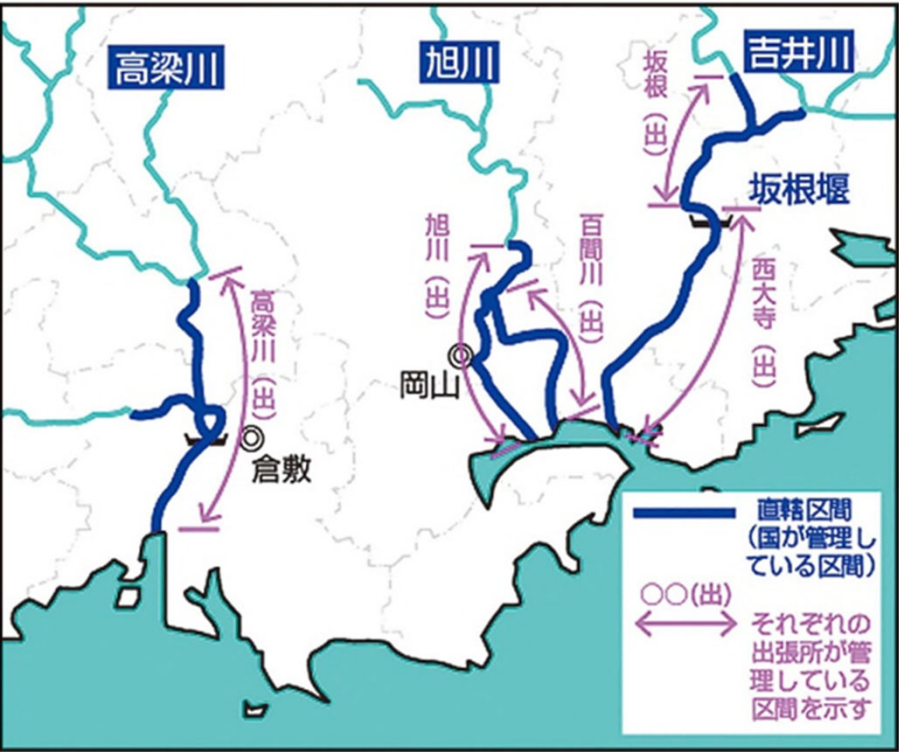 高梁川
旭川
吉井川
坂根（出）
坂根堰
旭川（出）
百間川（出）
西大寺（出）
高梁川（出）
岡山
倉敷
直轄区間
（国が管理し
ている区間）
○○(出)
それぞれの
出張所が管
理している
区間を示す